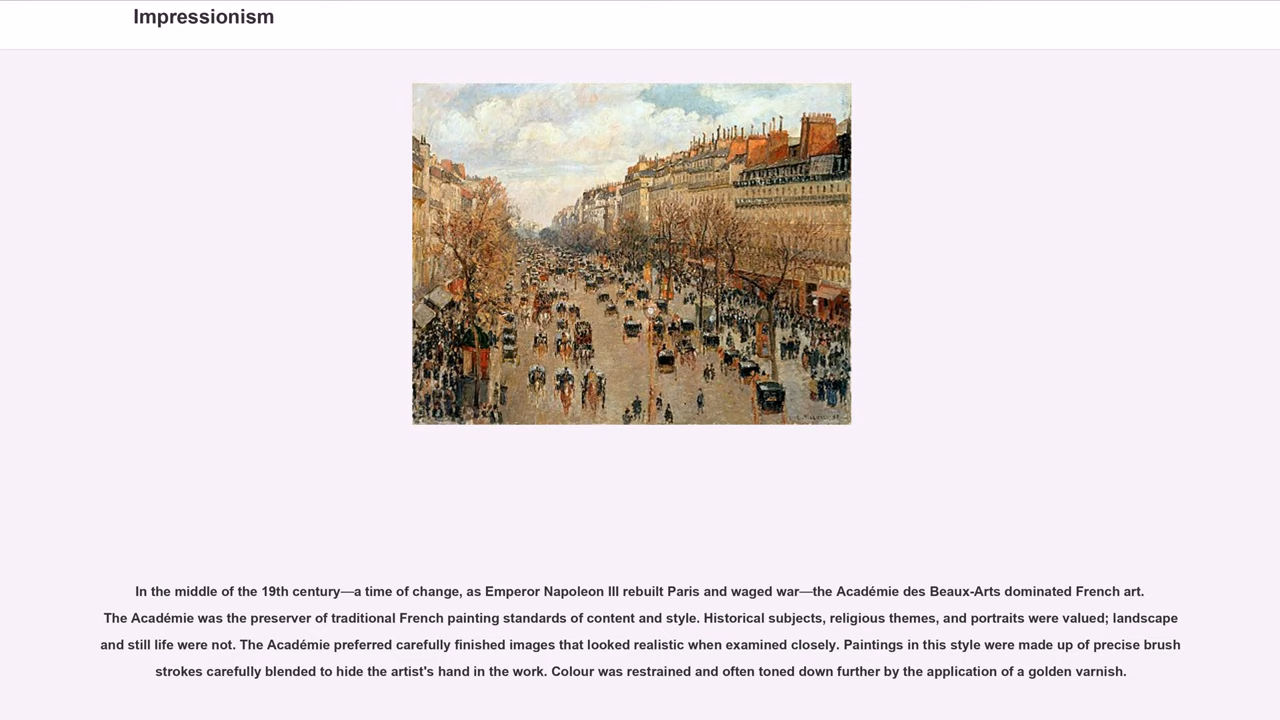 Impressionism
In the middle of the 19th century—a time of change, as Emperor Napoleon III rebuilt Paris and waged war—the Académie des Beaux-Arts dominated French art.
The Académie was the preserver of traditional French painting standards of content and style. Historical subjects, religious themes, and portraits were valued; landscape
and still life were not. The Académie preferred carefully finished images that looked realistic when examined closely. Paintings in this style were made up of precise brush
strokes carefully blended to hide the artist's hand in the work. Colour was restrained and often toned down further by the application of a golden varnish.